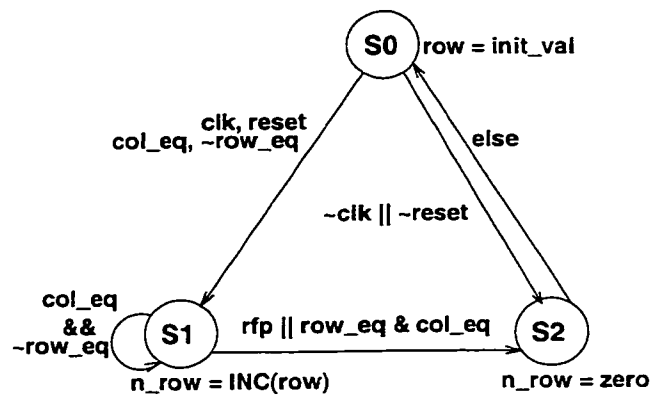 S0
row = init_val
clk, reset
col_eq, ~row_eq
else
~clk || ~reset
col_eq
&&
~row_eq
S1
rfp || row_eq & col_eq
S2
n_row = INC(row)
n_row = zero